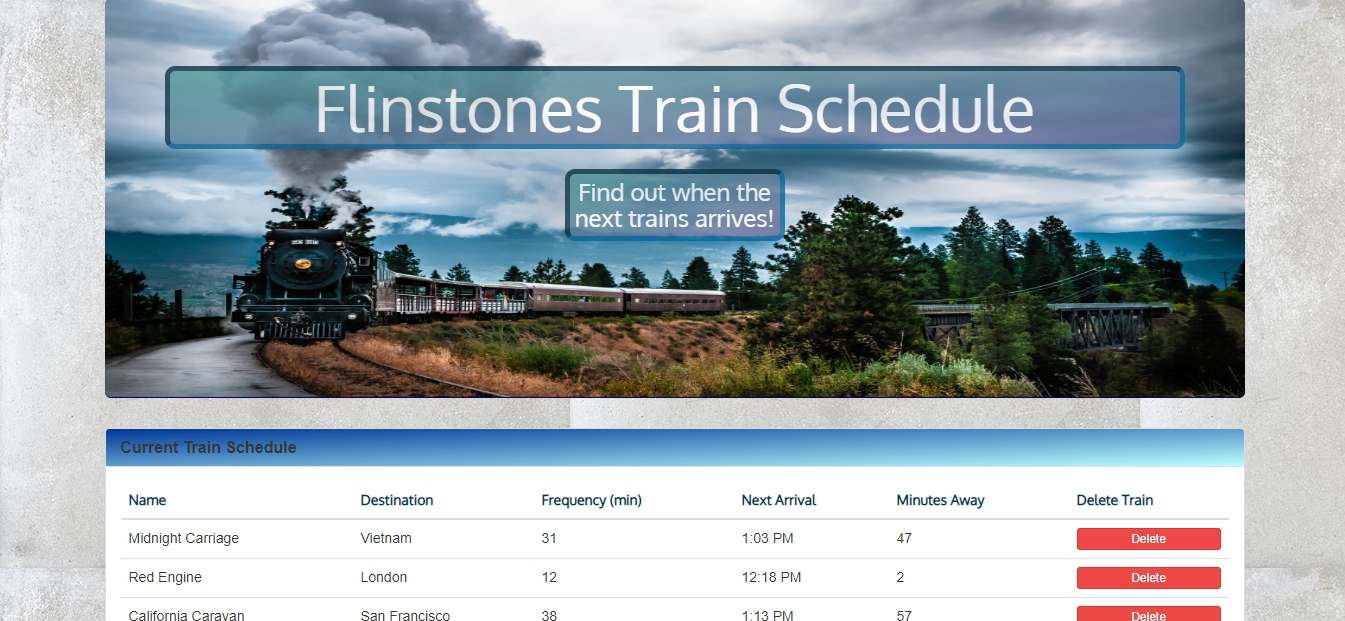 Flinstones Train Schedule
Find out when the
next trains arrives!
Current Train Schedule
Name Destination Frequency (min) Next Arrival Minutes Away Delete Train
Midnight Carriage Vietnam 31 1:03 PM 47 Delete
Red Engine London 12 12:18 PM 2 Delete
California Caravan San Francisco 38 1:13 PM 57 Delete